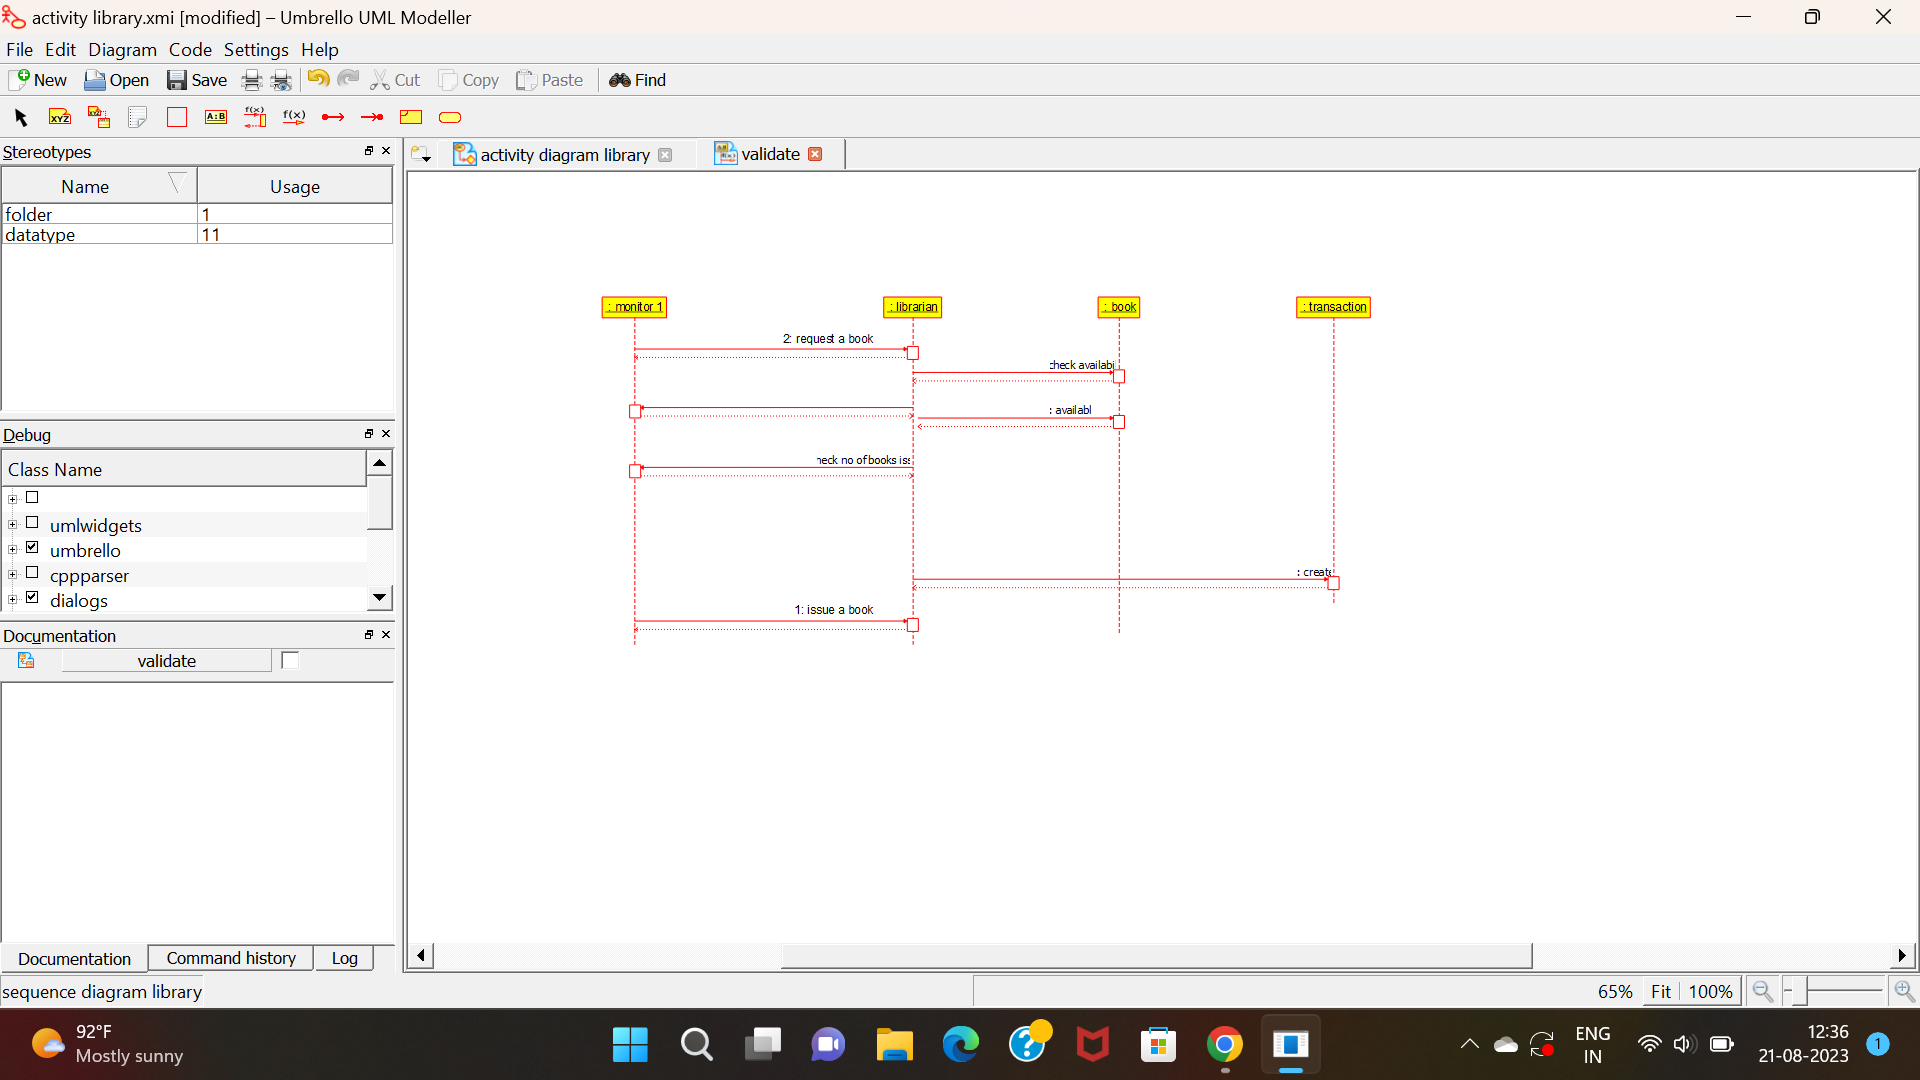 activity library.xmi [modified] – Umbrello UML Modeller
File Edit Diagram Code Settings Help
New Open Save Cut Copy Paste Find
XYZ XYZ A:B f(x) f(x)
Stereotypes
Name Usage
folder 1
datatype 11
Debug
Class Name
umlwidgets
umbrello
cppparser
dialogs
Documentation
validate
Documentation Command history Log
activity diagram library validate
: monitor 1 : librarian : book : transaction
2: request a book
check availabi
: availabl
heck no of books iss
: create
1: issue a book
sequence diagram library 65% Fit 100%
92°F
Mostly sunny
ENG
IN
12:36
21-08-2023
1